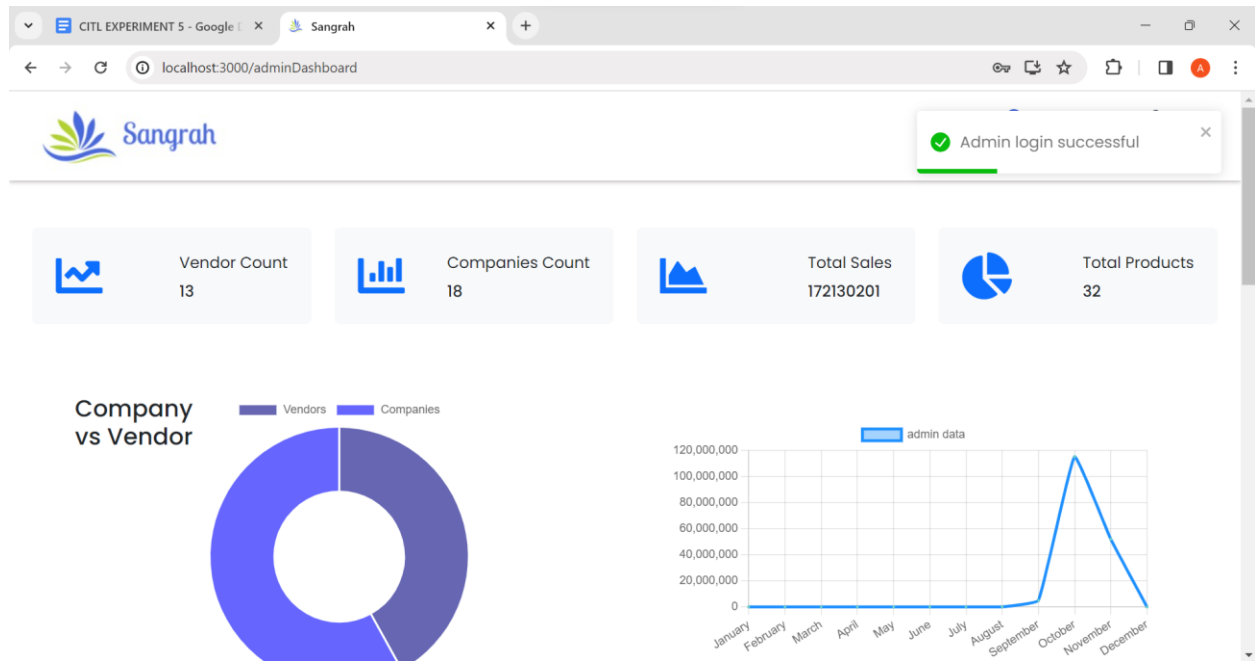 CITL EXPERIMENT 5 - Google D
Sangrah
localhost:3000/adminDashboard
A
Sangrah
Admin login successful
Vendor Count
13
Companies Count
18
Total Sales
172130201
Total Products
32
Company
vs Vendor
Vendors
Companies
admin data
120,000,000
100,000,000
80,000,000
60,000,000
40,000,000
20,000,000
0
January
February
March
April
May
June
July
August
September
October
November
December